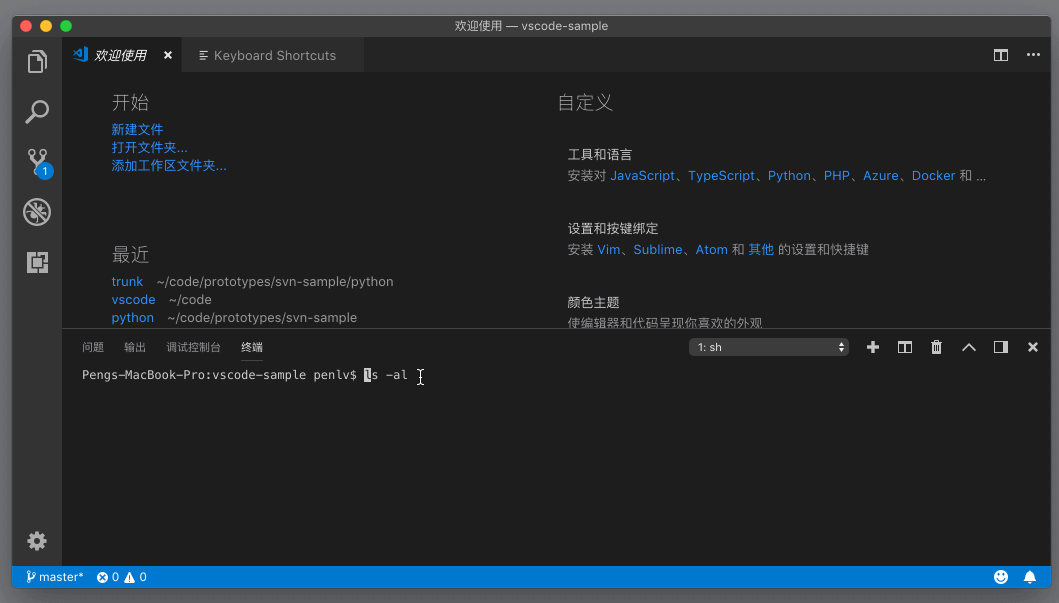 欢迎使用 — vscode-sample
欢迎使用
Keyboard Shortcuts
开始
新建文件
打开文件夹...
添加工作区文件夹...
最近
trunk ~/code/prototypes/svn-sample/python
vscode ~/code
python ~/code/prototypes/svn-sample
自定义
工具和语言
安装对 JavaScript、TypeScript、Python、PHP、Azure、Docker 和 ...
设置和按键绑定
安装 Vim、Sublime、Atom 和 其他 的设置和快捷键
颜色主题
使编辑器和代码呈现你喜欢的外观
1
问题 输出 调试控制台 终端
1: sh
Pengs-MacBook-Pro:vscode-sample penlv$ ls -al
master* 0 0